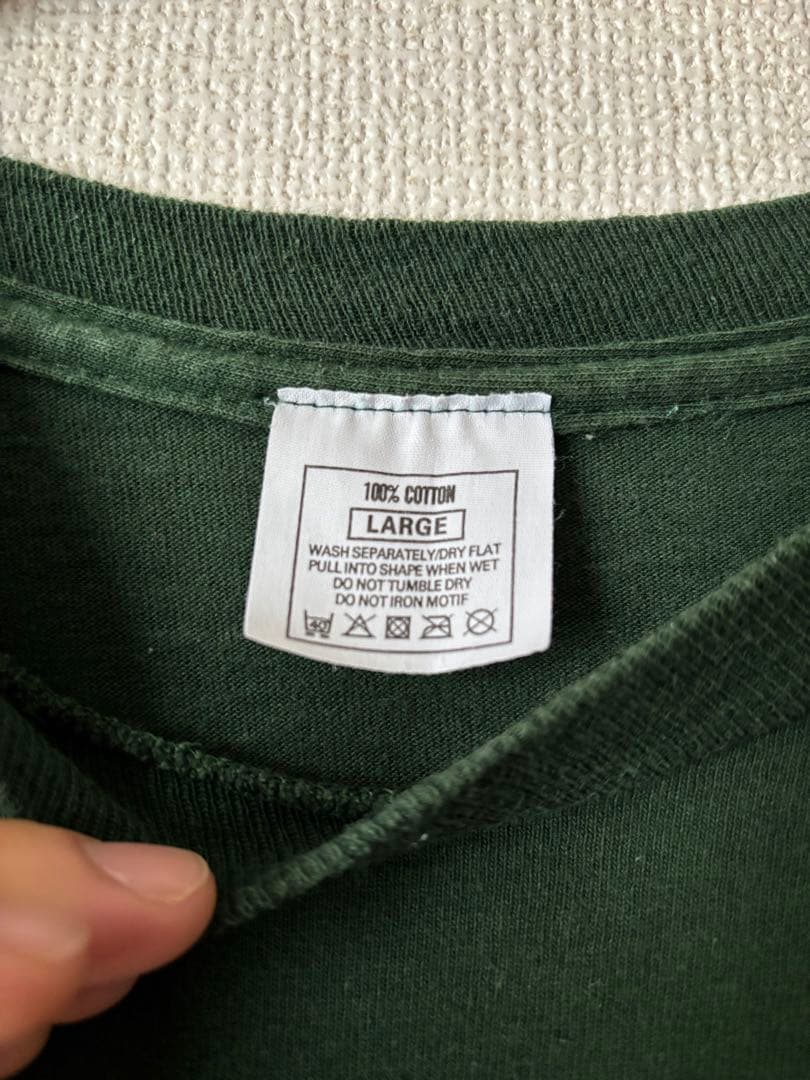 100% COTTON
LARGE
WASH SEPARATELY/DRY FLAT
PULL INTO SHAPE WHEN WET
DO NOT TUMBLE DRY
DO NOT IRON MOTIF
40